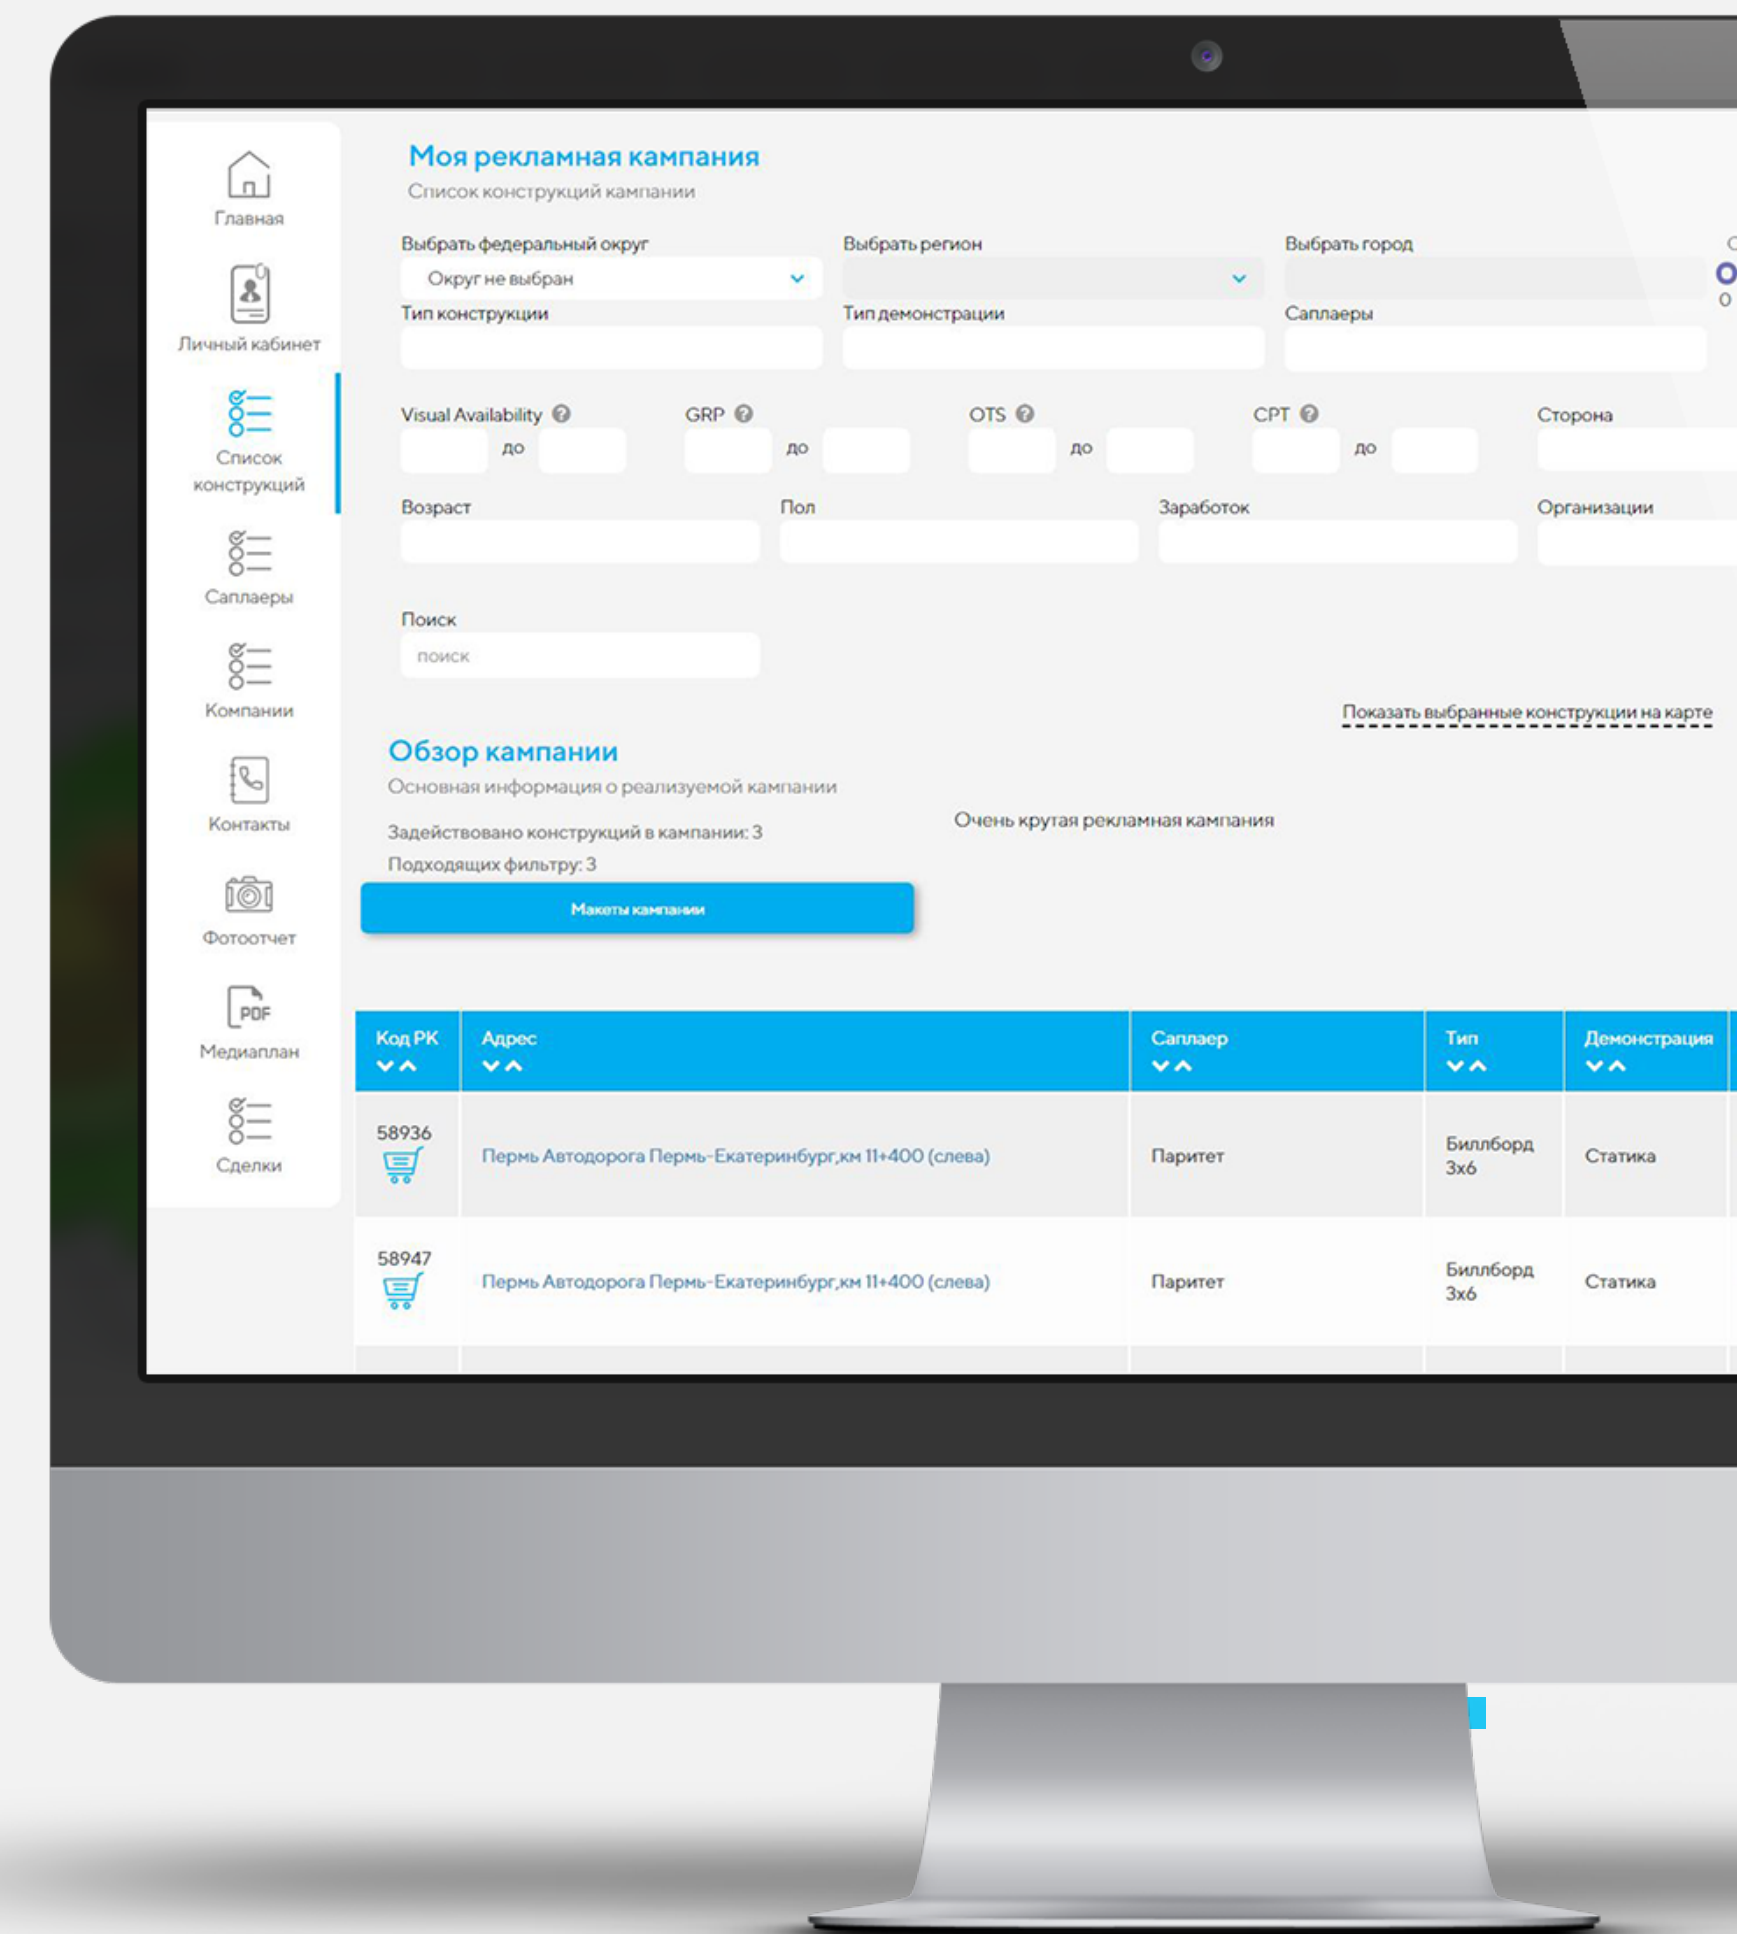 Моя рекламная кампания
Список конструкций кампании
Главная
Личный кабинет
Список
конструкций
Саплаеры
Компании
Контакты
Фотоотчет
PDF
Медиаплан
Сделки
Выбрать федеральный округ Выбрать регион Выбрать город
Округ не выбран
0
Тип конструкции Тип демонстрации Саплаеры
Visual Availability ? GRP ? OTS ? CPT ? Сторона
до до до до
Возраст Пол Заработок Организации
Поиск
поиск
Показать выбранные конструкции на карте
Обзор кампании
Основная информация о реализуемой кампании
Задействовано конструкций в кампании: 3
Подходящих фильтру: 3
Очень крутая рекламная кампания
Макеты кампании
Код РК Адрес Саплаер Тип Демонстрация
58936 Пермь Автодорога Пермь-Екатеринбург,км 11+400 (слева) Паритет Биллборд
3х6 Статика
58947 Пермь Автодорога Пермь-Екатеринбург,км 11+400 (слева) Паритет Биллборд
3х6 Статика